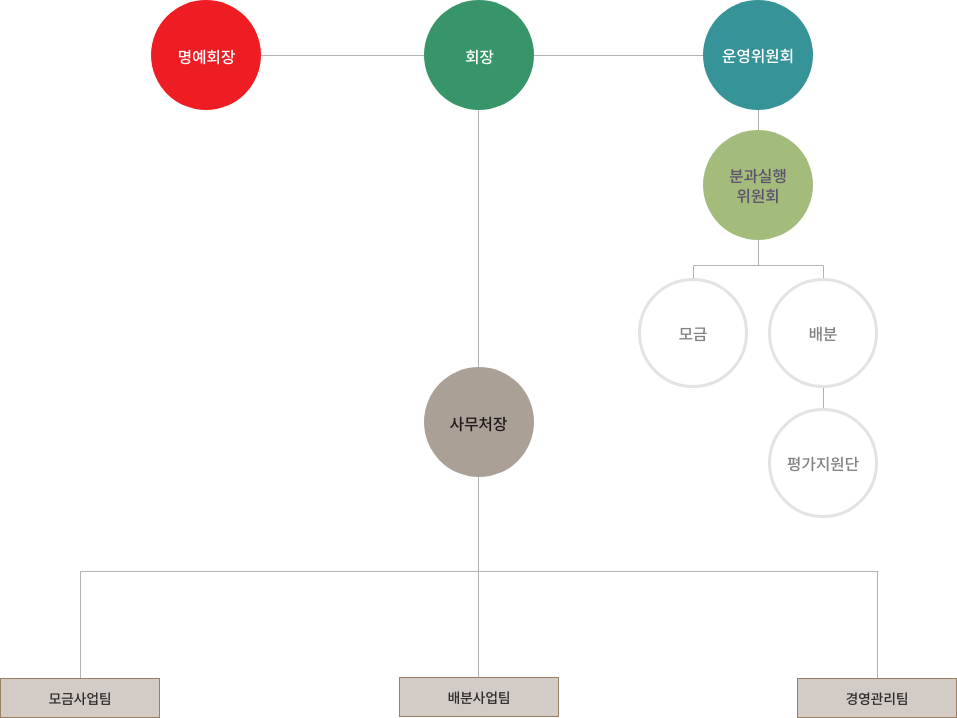 명예회장
회장
운영위원회
분과실행
위원회
모금
배분
사무처장
평가지원단
모금사업팀
배분사업팀
경영관리팀